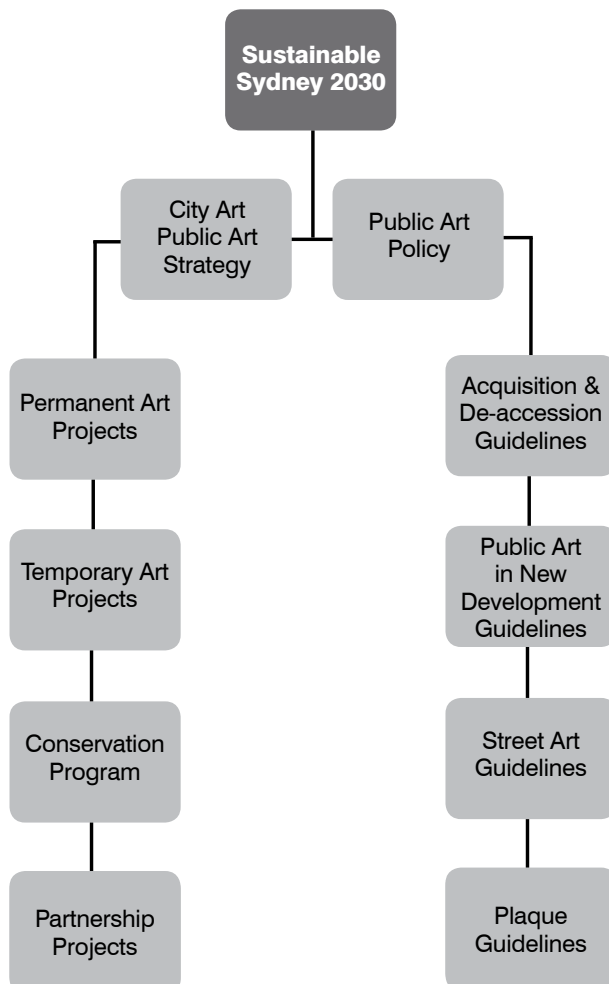 Sustainable
Sydney 2030
City Art
Public Art
Strategy
Public Art
Policy
Permanent Art
Projects
Temporary Art
Projects
Conservation
Program
Partnership
Projects
Acquisition &
De-accession
Guidelines
Public Art
in New
Development
Guidelines
Street Art
Guidelines
Plaque
Guidelines